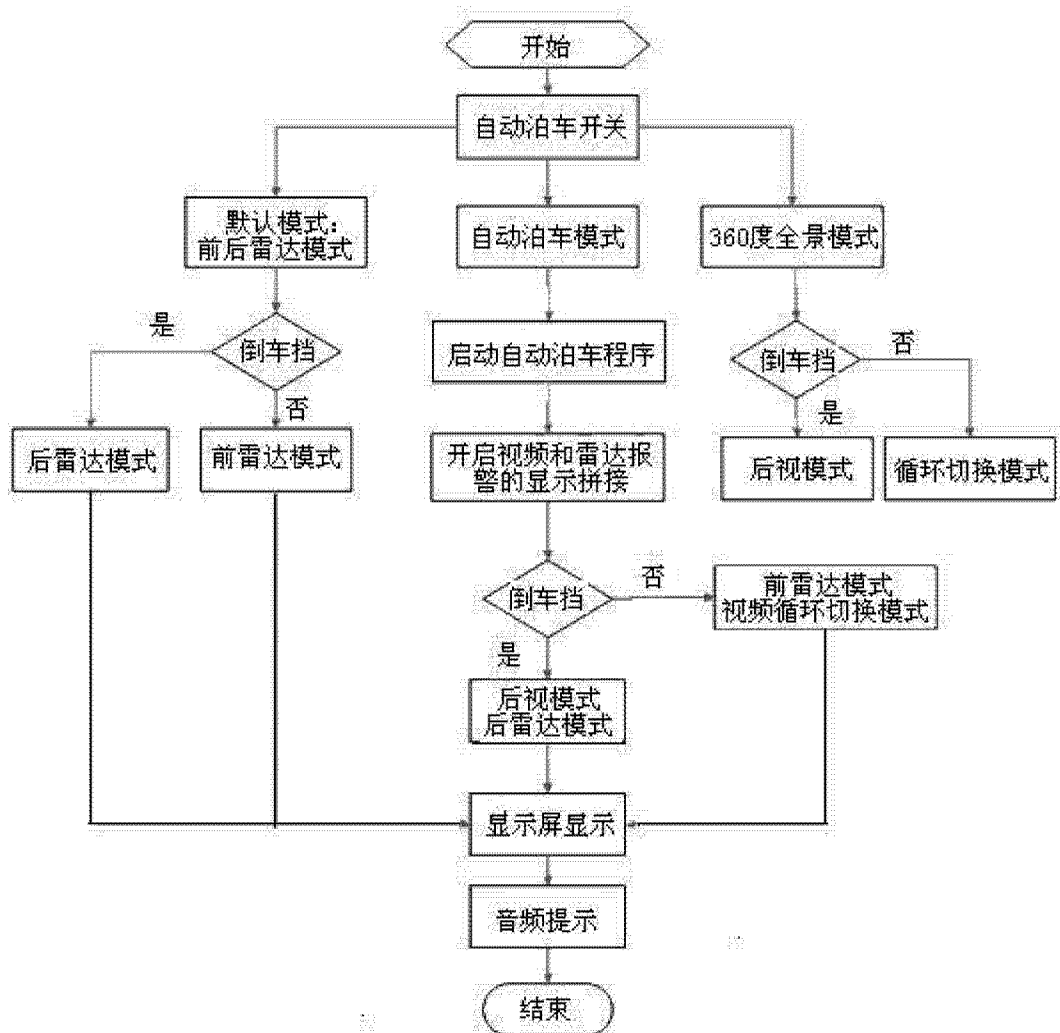 开始
自动泊车开关
默认模式：
前后雷达模式
自动泊车模式
360度全景模式
是
倒车挡
否
启动自动泊车程序
倒车挡
否
是
后雷达模式
前雷达模式
开启视频和雷达报
警的显示拼接
后视模式
循环切换模式
倒车挡
否
前雷达模式
视频循环切换模式
是
后视模式
后雷达模式
显示屏显示
音频提示
结束